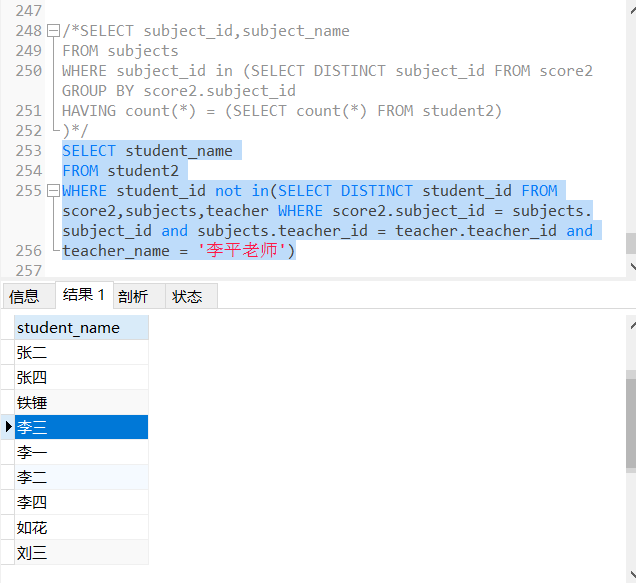 247
248 /*SELECT subject_id,subject_name
249 FROM subjects
250 WHERE subject_id in (SELECT DISTINCT subject_id FROM score2
GROUP BY score2.subject_id
251 HAVING count(*) = (SELECT count(*) FROM student2)
252 )*/
253 SELECT student_name
254 FROM student2
255 WHERE student_id not in(SELECT DISTINCT student_id FROM
score2,subjects,teacher WHERE score2.subject_id = subjects.
subject_id and subjects.teacher_id = teacher.teacher_id and
256 teacher_name = '李平老师')
257
信息 结果 1 剖析 状态
student_name
张二
张四
铁锤
李三
李一
李二
李四
如花
刘三